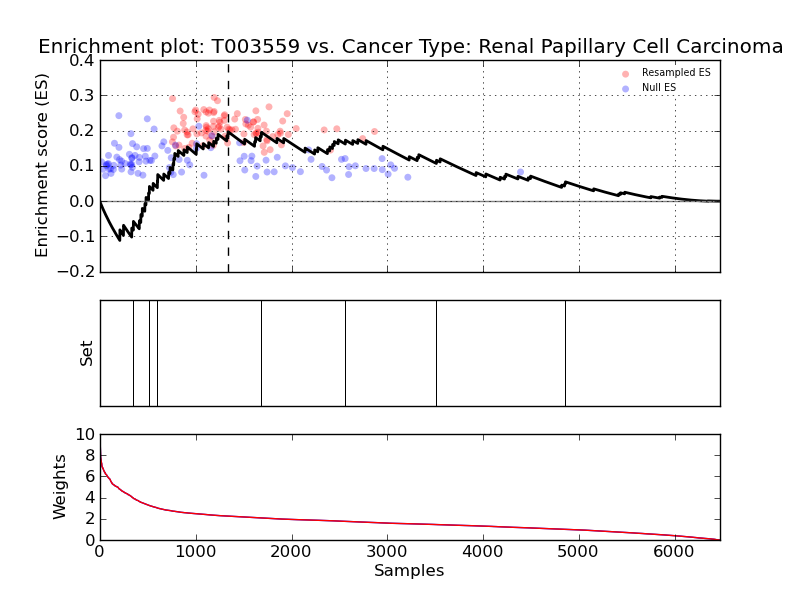 Enrichment plot: T003559 vs. Cancer Type: Renal Papillary Cell Carcinoma
Enrichment score (ES)
0.4
0.3
0.2
0.1
0.0
−0.1
−0.2
Resampled ES
Null ES
Set
Weights
10
8
6
4
2
0
0 1000 2000 3000 4000 5000 6000
Samples